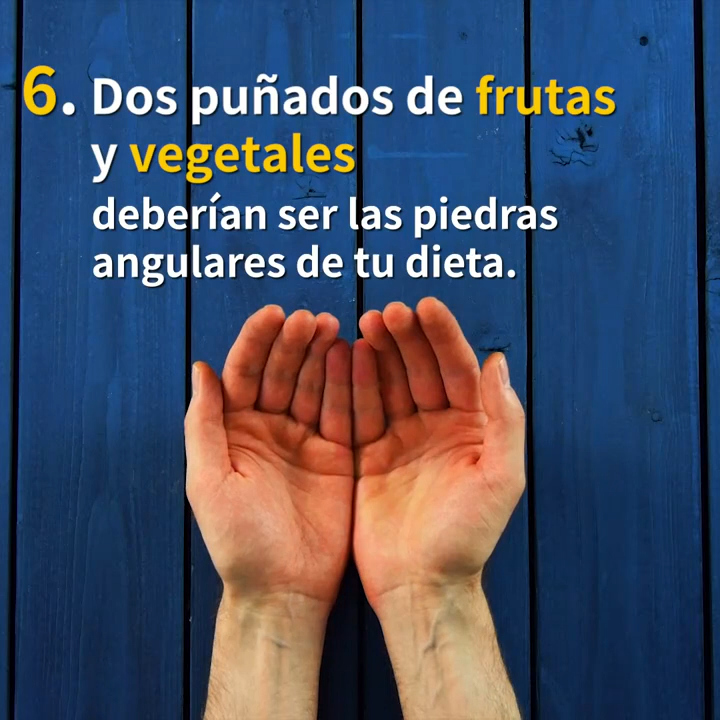 6. Dos puñados de frutas
y vegetales
deberían ser las piedras
angulares de tu dieta.